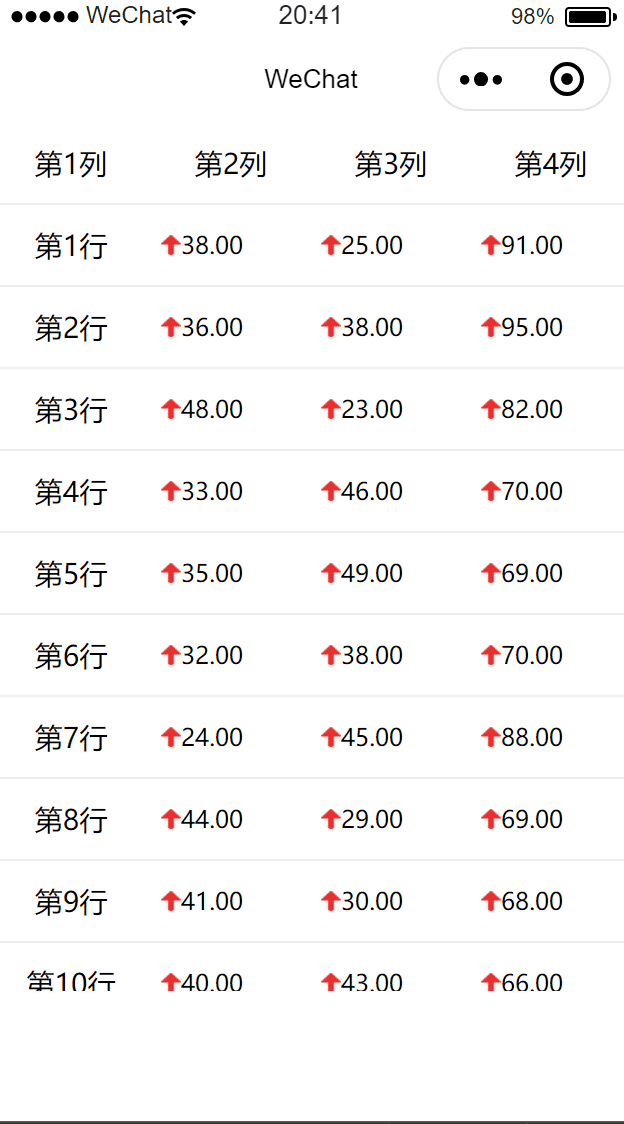 WeChat 20:41 98%
WeChat
第1列 第2列 第3列 第4列
第1行 38.00 25.00 91.00
第2行 36.00 38.00 95.00
第3行 48.00 23.00 82.00
第4行 33.00 46.00 70.00
第5行 35.00 49.00 69.00
第6行 32.00 38.00 70.00
第7行 24.00 45.00 88.00
第8行 44.00 29.00 69.00
第9行 41.00 30.00 68.00
第10行 40.00 43.00 66.00